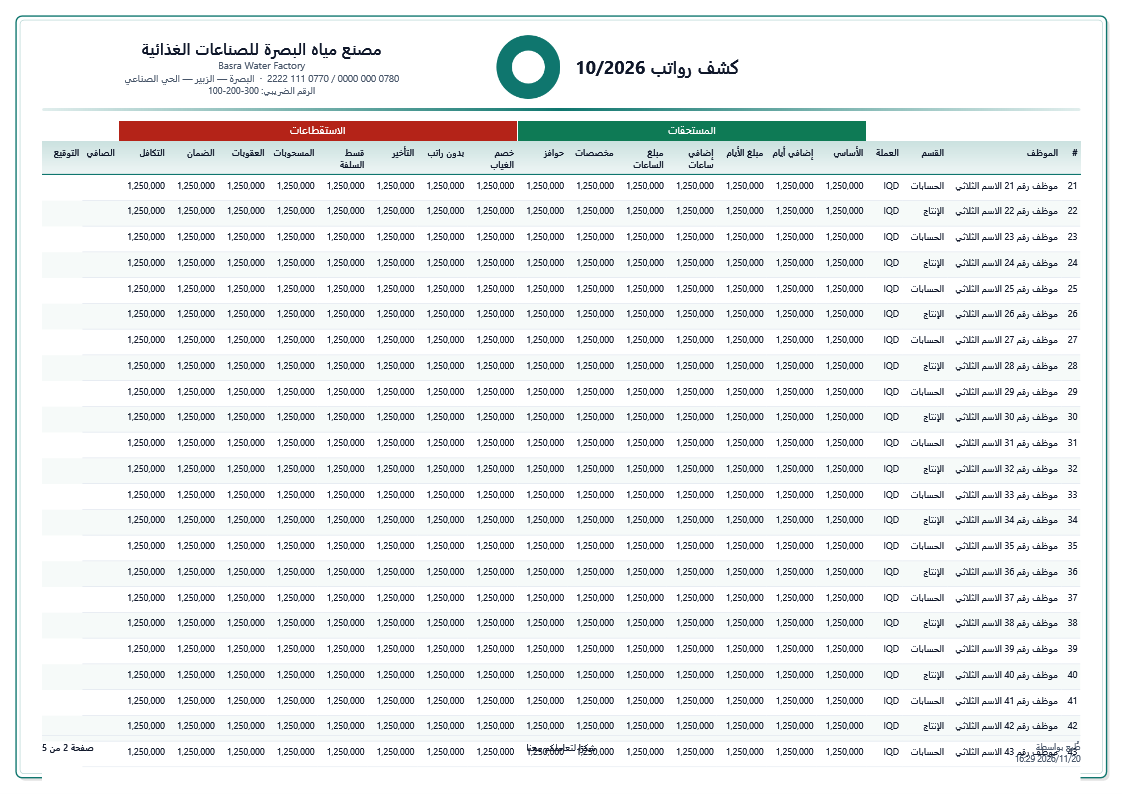 كشف رواتب 10/2026
مصنع مياه البصرة للصناعات الغذائية
Basra Water Factory
البصرة — الزبير — الحي الصناعي · 0770 111 2222 / 0780 000 0000
الرقم الضريبي: 300-200-100
المستحقات الاستقطاعات
# الموظف القسم العملة الأساسي إضافي أيام مبلغ الأيام إضافي ساعات مبلغ الساعات مخصصات حوافز خصم الغياب بدون راتب التأخير قسط السلفة المسحوبات العقوبات الضمان التكافل الصافي التوقيع
21 موظف رقم 21 الاسم الثلاثي الحسابات IQD 1,250,000 1,250,000 1,250,000 1,250,000 1,250,000 1,250,000 1,250,000 1,250,000 1,250,000 1,250,000 1,250,000 1,250,000 1,250,000 1,250,000 1,250,000
22 موظف رقم 22 الاسم الثلاثي الإنتاج IQD 1,250,000 1,250,000 1,250,000 1,250,000 1,250,000 1,250,000 1,250,000 1,250,000 1,250,000 1,250,000 1,250,000 1,250,000 1,250,000 1,250,000 1,250,000
23 موظف رقم 23 الاسم الثلاثي الحسابات IQD 1,250,000 1,250,000 1,250,000 1,250,000 1,250,000 1,250,000 1,250,000 1,250,000 1,250,000 1,250,000 1,250,000 1,250,000 1,250,000 1,250,000 1,250,000
24 موظف رقم 24 الاسم الثلاثي الإنتاج IQD 1,250,000 1,250,000 1,250,000 1,250,000 1,250,000 1,250,000 1,250,000 1,250,000 1,250,000 1,250,000 1,250,000 1,250,000 1,250,000 1,250,000 1,250,000
25 موظف رقم 25 الاسم الثلاثي الحسابات IQD 1,250,000 1,250,000 1,250,000 1,250,000 1,250,000 1,250,000 1,250,000 1,250,000 1,250,000 1,250,000 1,250,000 1,250,000 1,250,000 1,250,000 1,250,000
26 موظف رقم 26 الاسم الثلاثي الإنتاج IQD 1,250,000 1,250,000 1,250,000 1,250,000 1,250,000 1,250,000 1,250,000 1,250,000 1,250,000 1,250,000 1,250,000 1,250,000 1,250,000 1,250,000 1,250,000
27 موظف رقم 27 الاسم الثلاثي الحسابات IQD 1,250,000 1,250,000 1,250,000 1,250,000 1,250,000 1,250,000 1,250,000 1,250,000 1,250,000 1,250,000 1,250,000 1,250,000 1,250,000 1,250,000 1,250,000
28 موظف رقم 28 الاسم الثلاثي الإنتاج IQD 1,250,000 1,250,000 1,250,000 1,250,000 1,250,000 1,250,000 1,250,000 1,250,000 1,250,000 1,250,000 1,250,000 1,250,000 1,250,000 1,250,000 1,250,000
29 موظف رقم 29 الاسم الثلاثي الحسابات IQD 1,250,000 1,250,000 1,250,000 1,250,000 1,250,000 1,250,000 1,250,000 1,250,000 1,250,000 1,250,000 1,250,000 1,250,000 1,250,000 1,250,000 1,250,000
30 موظف رقم 30 الاسم الثلاثي الإنتاج IQD 1,250,000 1,250,000 1,250,000 1,250,000 1,250,000 1,250,000 1,250,000 1,250,000 1,250,000 1,250,000 1,250,000 1,250,000 1,250,000 1,250,000 1,250,000
31 موظف رقم 31 الاسم الثلاثي الحسابات IQD 1,250,000 1,250,000 1,250,000 1,250,000 1,250,000 1,250,000 1,250,000 1,250,000 1,250,000 1,250,000 1,250,000 1,250,000 1,250,000 1,250,000 1,250,000
32 موظف رقم 32 الاسم الثلاثي الإنتاج IQD 1,250,000 1,250,000 1,250,000 1,250,000 1,250,000 1,250,000 1,250,000 1,250,000 1,250,000 1,250,000 1,250,000 1,250,000 1,250,000 1,250,000 1,250,000
33 موظف رقم 33 الاسم الثلاثي الحسابات IQD 1,250,000 1,250,000 1,250,000 1,250,000 1,250,000 1,250,000 1,250,000 1,250,000 1,250,000 1,250,000 1,250,000 1,250,000 1,250,000 1,250,000 1,250,000
34 موظف رقم 34 الاسم الثلاثي الإنتاج IQD 1,250,000 1,250,000 1,250,000 1,250,000 1,250,000 1,250,000 1,250,000 1,250,000 1,250,000 1,250,000 1,250,000 1,250,000 1,250,000 1,250,000 1,250,000
35 موظف رقم 35 الاسم الثلاثي الحسابات IQD 1,250,000 1,250,000 1,250,000 1,250,000 1,250,000 1,250,000 1,250,000 1,250,000 1,250,000 1,250,000 1,250,000 1,250,000 1,250,000 1,250,000 1,250,000
36 موظف رقم 36 الاسم الثلاثي الإنتاج IQD 1,250,000 1,250,000 1,250,000 1,250,000 1,250,000 1,250,000 1,250,000 1,250,000 1,250,000 1,250,000 1,250,000 1,250,000 1,250,000 1,250,000 1,250,000
37 موظف رقم 37 الاسم الثلاثي الحسابات IQD 1,250,000 1,250,000 1,250,000 1,250,000 1,250,000 1,250,000 1,250,000 1,250,000 1,250,000 1,250,000 1,250,000 1,250,000 1,250,000 1,250,000 1,250,000
38 موظف رقم 38 الاسم الثلاثي الإنتاج IQD 1,250,000 1,250,000 1,250,000 1,250,000 1,250,000 1,250,000 1,250,000 1,250,000 1,250,000 1,250,000 1,250,000 1,250,000 1,250,000 1,250,000 1,250,000
39 موظف رقم 39 الاسم الثلاثي الحسابات IQD 1,250,000 1,250,000 1,250,000 1,250,000 1,250,000 1,250,000 1,250,000 1,250,000 1,250,000 1,250,000 1,250,000 1,250,000 1,250,000 1,250,000 1,250,000
40 موظف رقم 40 الاسم الثلاثي الإنتاج IQD 1,250,000 1,250,000 1,250,000 1,250,000 1,250,000 1,250,000 1,250,000 1,250,000 1,250,000 1,250,000 1,250,000 1,250,000 1,250,000 1,250,000 1,250,000
41 موظف رقم 41 الاسم الثلاثي الحسابات IQD 1,250,000 1,250,000 1,250,000 1,250,000 1,250,000 1,250,000 1,250,000 1,250,000 1,250,000 1,250,000 1,250,000 1,250,000 1,250,000 1,250,000 1,250,000
42 موظف رقم 42 الاسم الثلاثي الإنتاج IQD 1,250,000 1,250,000 1,250,000 1,250,000 1,250,000 1,250,000 1,250,000 1,250,000 1,250,000 1,250,000 1,250,000 1,250,000 1,250,000 1,250,000 1,250,000
43 موظف رقم 43 الاسم الثلاثي الحسابات IQD 1,250,000 1,250,000 1,250,000 1,250,000 1,250,000 1,250,000 1,250,000 1,250,000 1,250,000 1,250,000 1,250,000 1,250,000 1,250,000 1,250,000 1,250,000
طُبع بواسطة شكرًا لتعاملكم معنا صفحة 2 من 5
2026/11/20 16:29